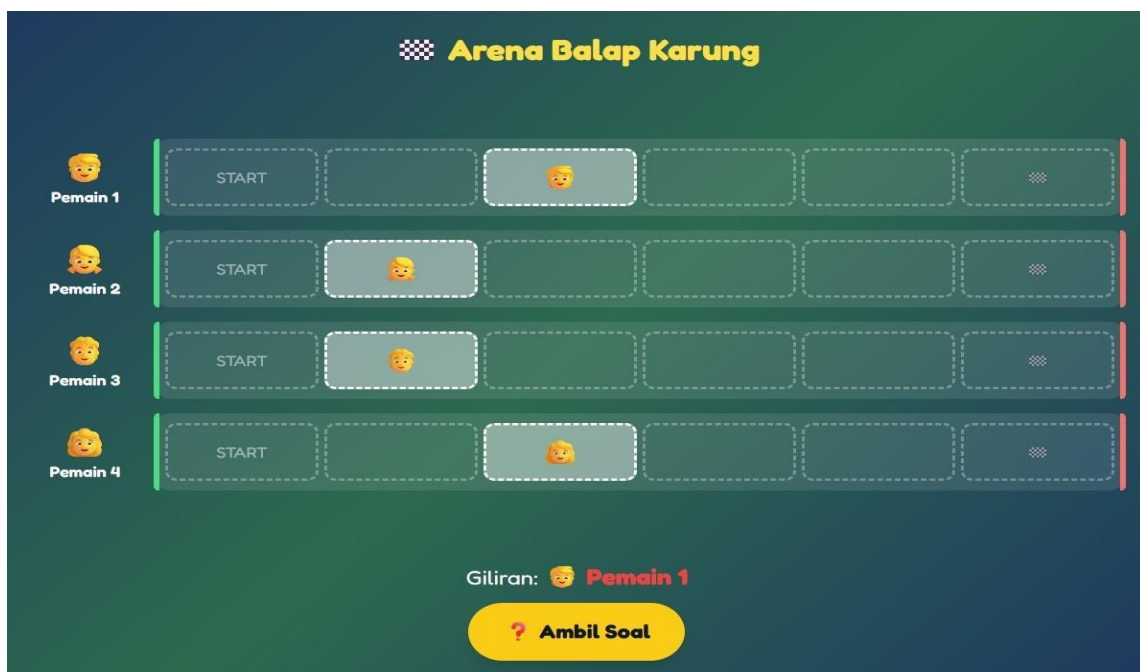 Arena Balap Karung
Pemain 1
START
Pemain 2
START
Pemain 3
START
Pemain 4
START
Giliran: Pemain 1
❓ Ambil Soal